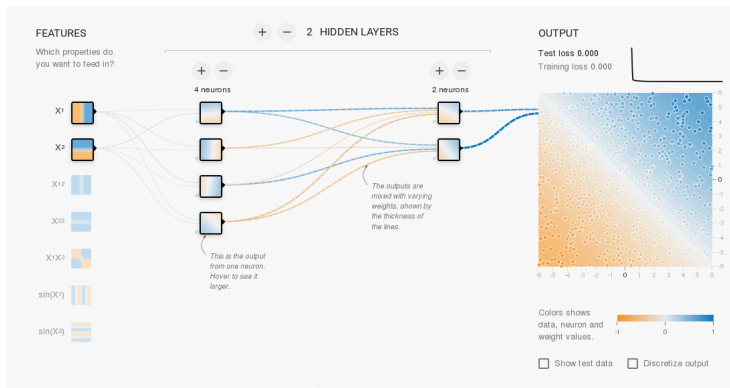 FEATURES
Which properties do
you want to feed in?
+ − 2 HIDDEN LAYERS
+ −
4 neurons
+ −
2 neurons
X1
X2
X12
X22
X1X2
sin(X1)
sin(X2)
The outputs are
mixed with varying
weights, shown by
the thickness of
the lines.
This is the output
from one neuron.
Hover to see it
larger.
OUTPUT
Test loss 0.000
Training loss 0.000
6
5
4
3
2
1
0
-1
-2
-3
-4
-5
-6
-6 -5 -4 -3 -2 -1 0 1 2 3 4 5 6
Colors shows
data, neuron and
weight values.
-1 0 1
Show test data Discretize output